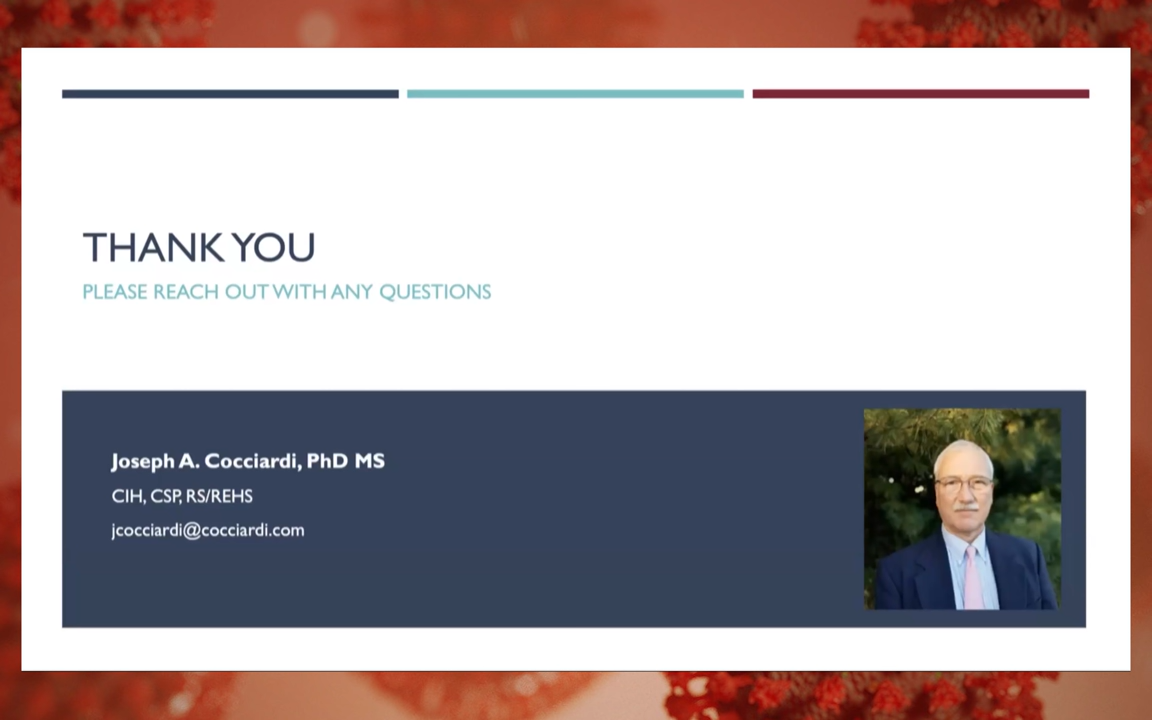 THANK YOU
PLEASE REACH OUT WITH ANY QUESTIONS
Joseph A. Cocciardi, PhD MS
CIH, CSP, RS/REHS
jcocciardi@cocciardi.com